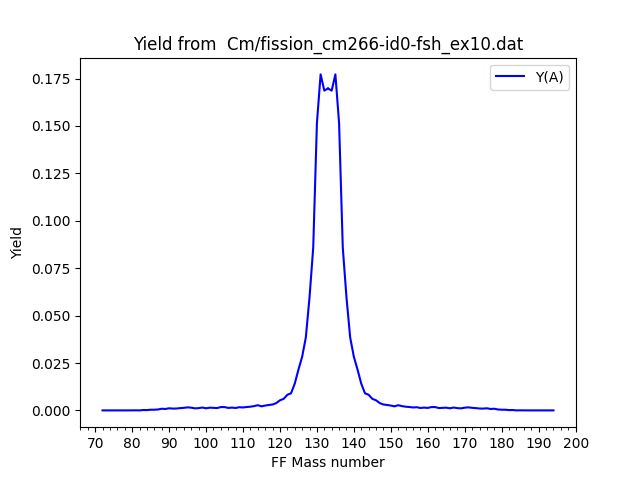 Yield from  Cm/fission_cm266-id0-fsh_ex10.dat
Y(A)
0.175
0.150
0.125
0.100
0.075
0.050
0.025
0.000
Yield
70 80 90 100 110 120 130 140 150 160 170 180 190 200
FF Mass number